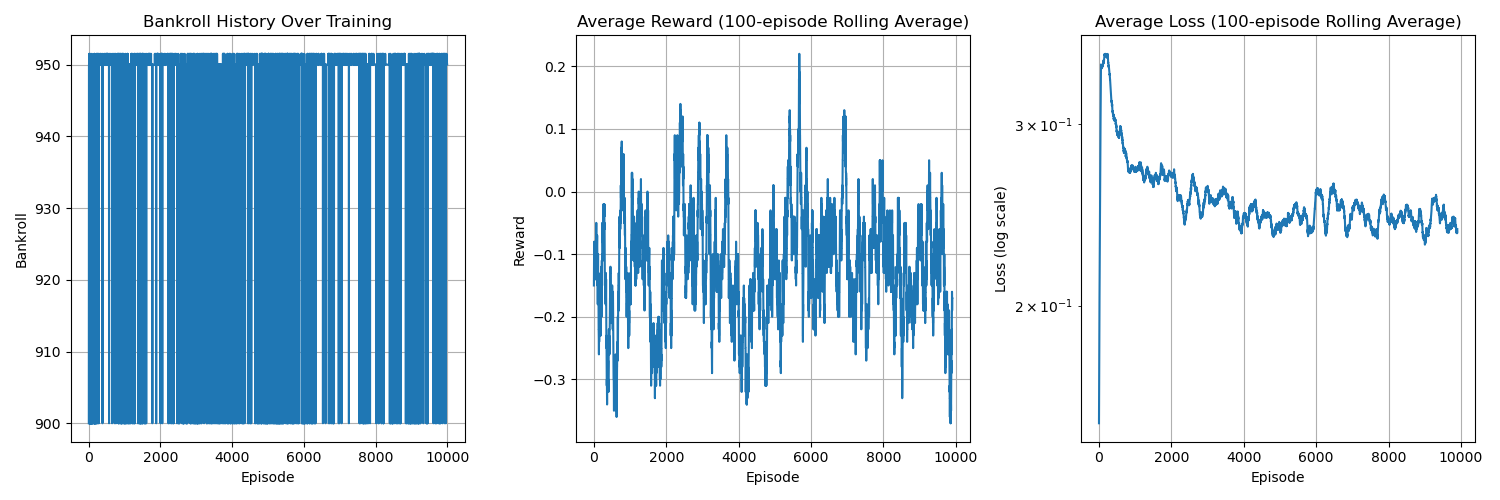 Bankroll History Over Training
950
940
930
920
910
900
Bankroll
0
2000
4000
6000
8000
10000
Episode
Average Reward (100-episode Rolling Average)
0.2
0.1
0.0
−0.1
−0.2
−0.3
Reward
0
2000
4000
6000
8000
10000
Episode
Average Loss (100-episode Rolling Average)
3 × 10⁻¹
2 × 10⁻¹
Loss (log scale)
0
2000
4000
6000
8000
10000
Episode